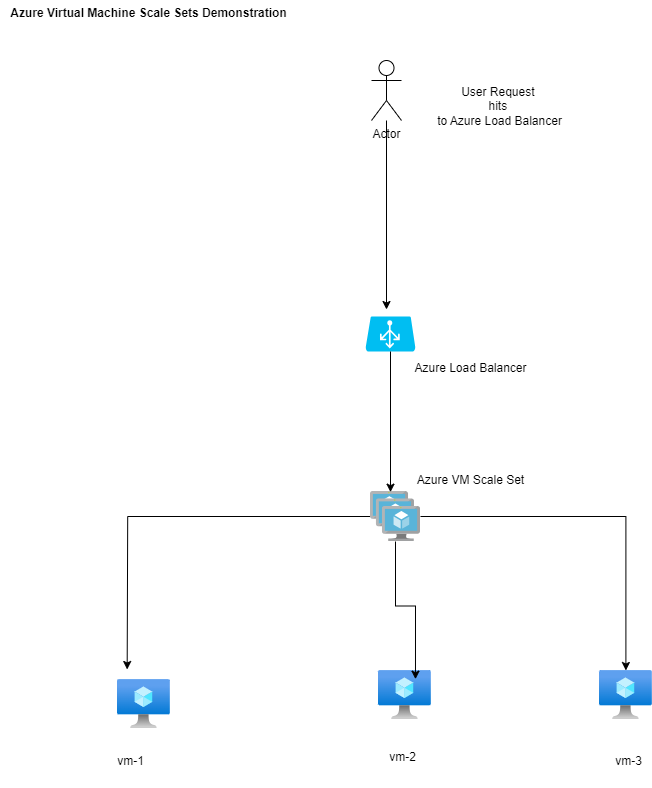 Azure Virtual Machine Scale Sets Demonstration
User Request
hits
to Azure Load Balancer
Actor
Azure Load Balancer
Azure VM Scale Set
vm-1
vm-2
vm-3